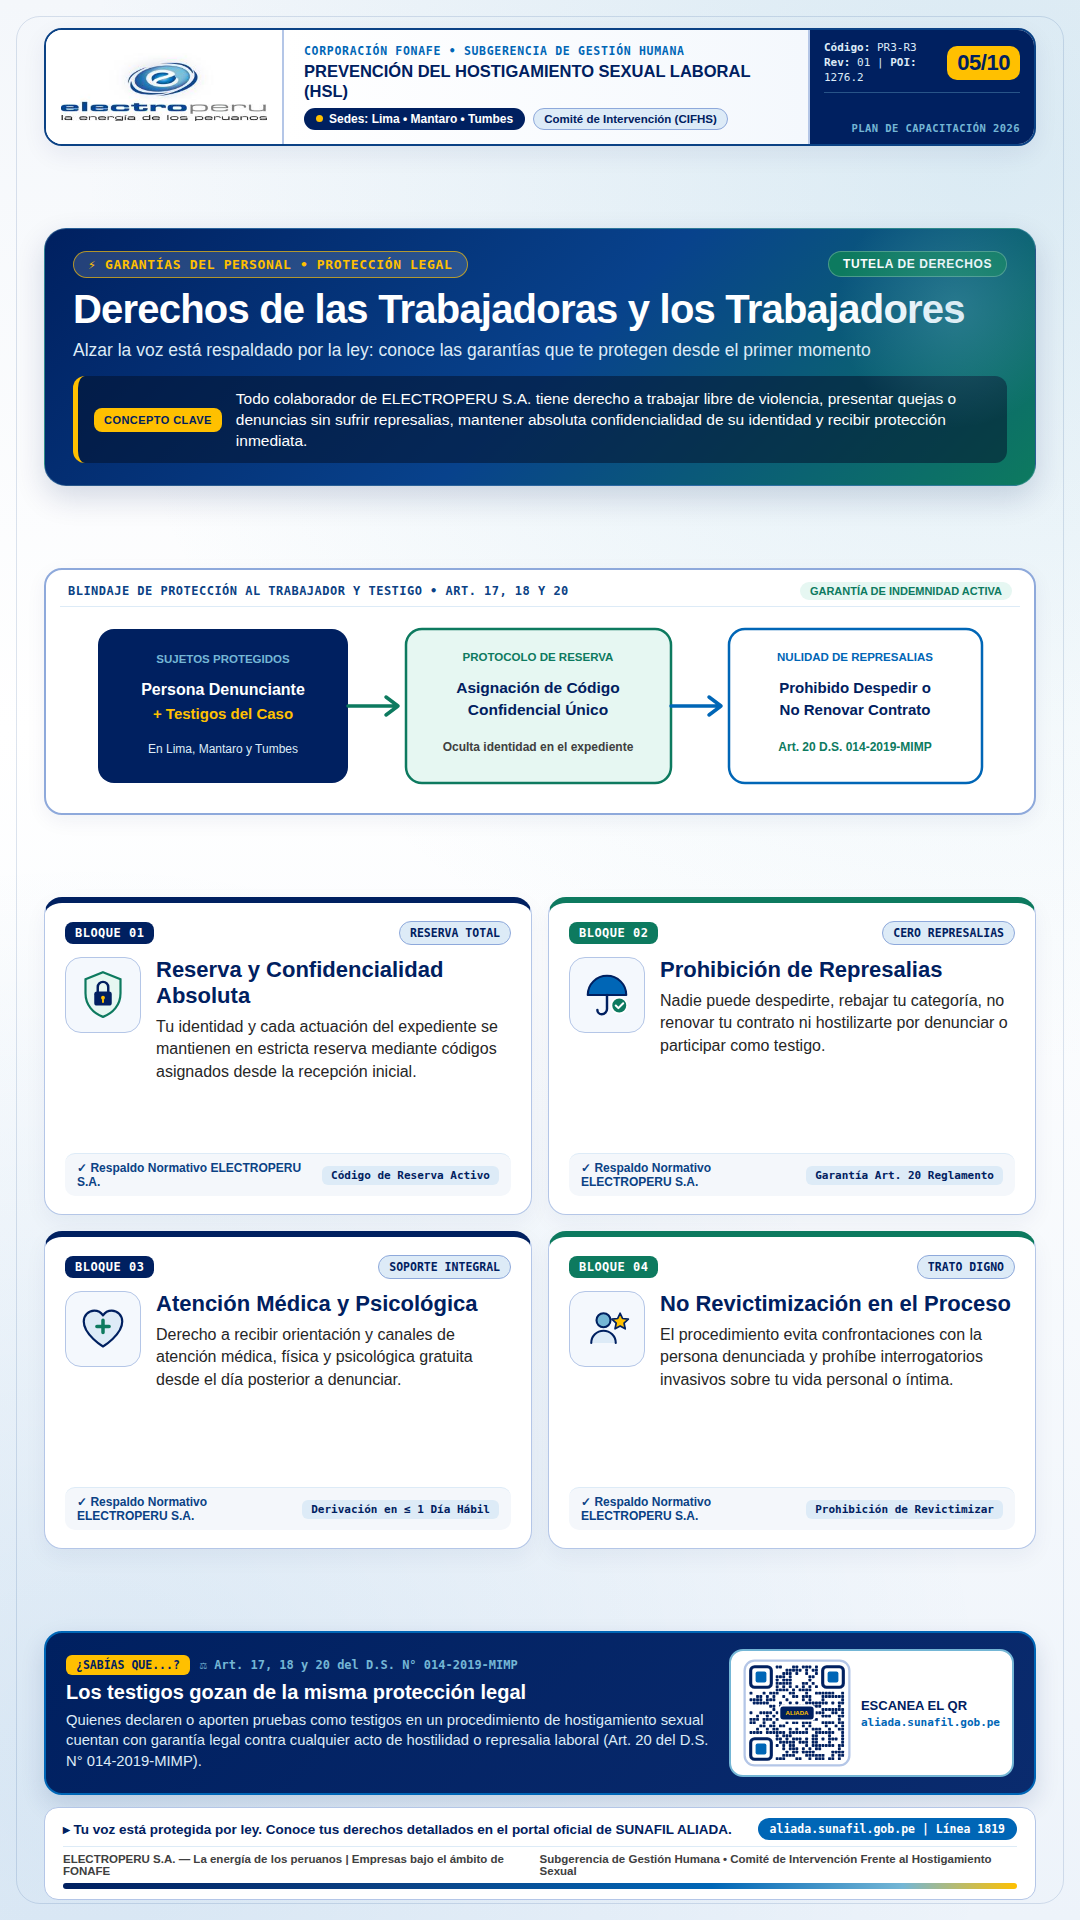 electroperu
la energía de los peruanos
CORPORACIÓN FONAFE • SUBGERENCIA DE GESTIÓN HUMANA
PREVENCIÓN DEL HOSTIGAMIENTO SEXUAL LABORAL
(HSL)
Sedes: Lima • Mantaro • Tumbes
Comité de Intervención (CIFHS)
Código: PR3-R3
Rev: 01 | POI:
1276.2
05/10
PLAN DE CAPACITACIÓN 2026
⚡ GARANTÍAS DEL PERSONAL • PROTECCIÓN LEGAL
TUTELA DE DERECHOS
Derechos de las Trabajadoras y los Trabajadores
Alzar la voz está respaldado por la ley: conoce las garantías que te protegen desde el primer momento
CONCEPTO CLAVE
Todo colaborador de ELECTROPERU S.A. tiene derecho a trabajar libre de violencia, presentar quejas o
denuncias sin sufrir represalias, mantener absoluta confidencialidad de su identidad y recibir protección
inmediata.
BLINDAJE DE PROTECCIÓN AL TRABAJADOR Y TESTIGO • ART. 17, 18 Y 20
GARANTÍA DE INDEMNIDAD ACTIVA
SUJETOS PROTEGIDOS
Persona Denunciante
+ Testigos del Caso
En Lima, Mantaro y Tumbes
PROTOCOLO DE RESERVA
Asignación de Código
Confidencial Único
Oculta identidad en el expediente
NULIDAD DE REPRESALIAS
Prohibido Despedir o
No Renovar Contrato
Art. 20 D.S. 014-2019-MIMP
BLOQUE 01
RESERVA TOTAL
Reserva y Confidencialidad
Absoluta
Tu identidad y cada actuación del expediente se
mantienen en estricta reserva mediante códigos
asignados desde la recepción inicial.
✓ Respaldo Normativo ELECTROPERU
S.A.
Código de Reserva Activo
BLOQUE 02
CERO REPRESALIAS
Prohibición de Represalias
Nadie puede despedirte, rebajar tu categoría, no
renovar tu contrato ni hostilizarte por denunciar o
participar como testigo.
✓ Respaldo Normativo
ELECTROPERU S.A.
Garantía Art. 20 Reglamento
BLOQUE 03
SOPORTE INTEGRAL
Atención Médica y Psicológica
Derecho a recibir orientación y canales de
atención médica, física y psicológica gratuita
desde el día posterior a denunciar.
✓ Respaldo Normativo
ELECTROPERU S.A.
Derivación en ≤ 1 Día Hábil
BLOQUE 04
TRATO DIGNO
No Revictimización en el Proceso
El procedimiento evita confrontaciones con la
persona denunciada y prohíbe interrogatorios
invasivos sobre tu vida personal o íntima.
✓ Respaldo Normativo
ELECTROPERU S.A.
Prohibición de Revictimizar
¿SABÍAS QUE...?
⚖ Art. 17, 18 y 20 del D.S. N° 014-2019-MIMP
Los testigos gozan de la misma protección legal
Quienes declaren o aporten pruebas como testigos en un procedimiento de hostigamiento sexual
cuentan con garantía legal contra cualquier acto de hostilidad o represalia laboral (Art. 20 del D.S.
N° 014-2019-MIMP).
ALIADA
ESCANEA EL QR
aliada.sunafil.gob.pe
▸ Tu voz está protegida por ley. Conoce tus derechos detallados en el portal oficial de SUNAFIL ALIADA.
aliada.sunafil.gob.pe | Línea 1819
ELECTROPERU S.A. — La energía de los peruanos | Empresas bajo el ámbito de
FONAFE
Subgerencia de Gestión Humana • Comité de Intervención Frente al Hostigamiento
Sexual